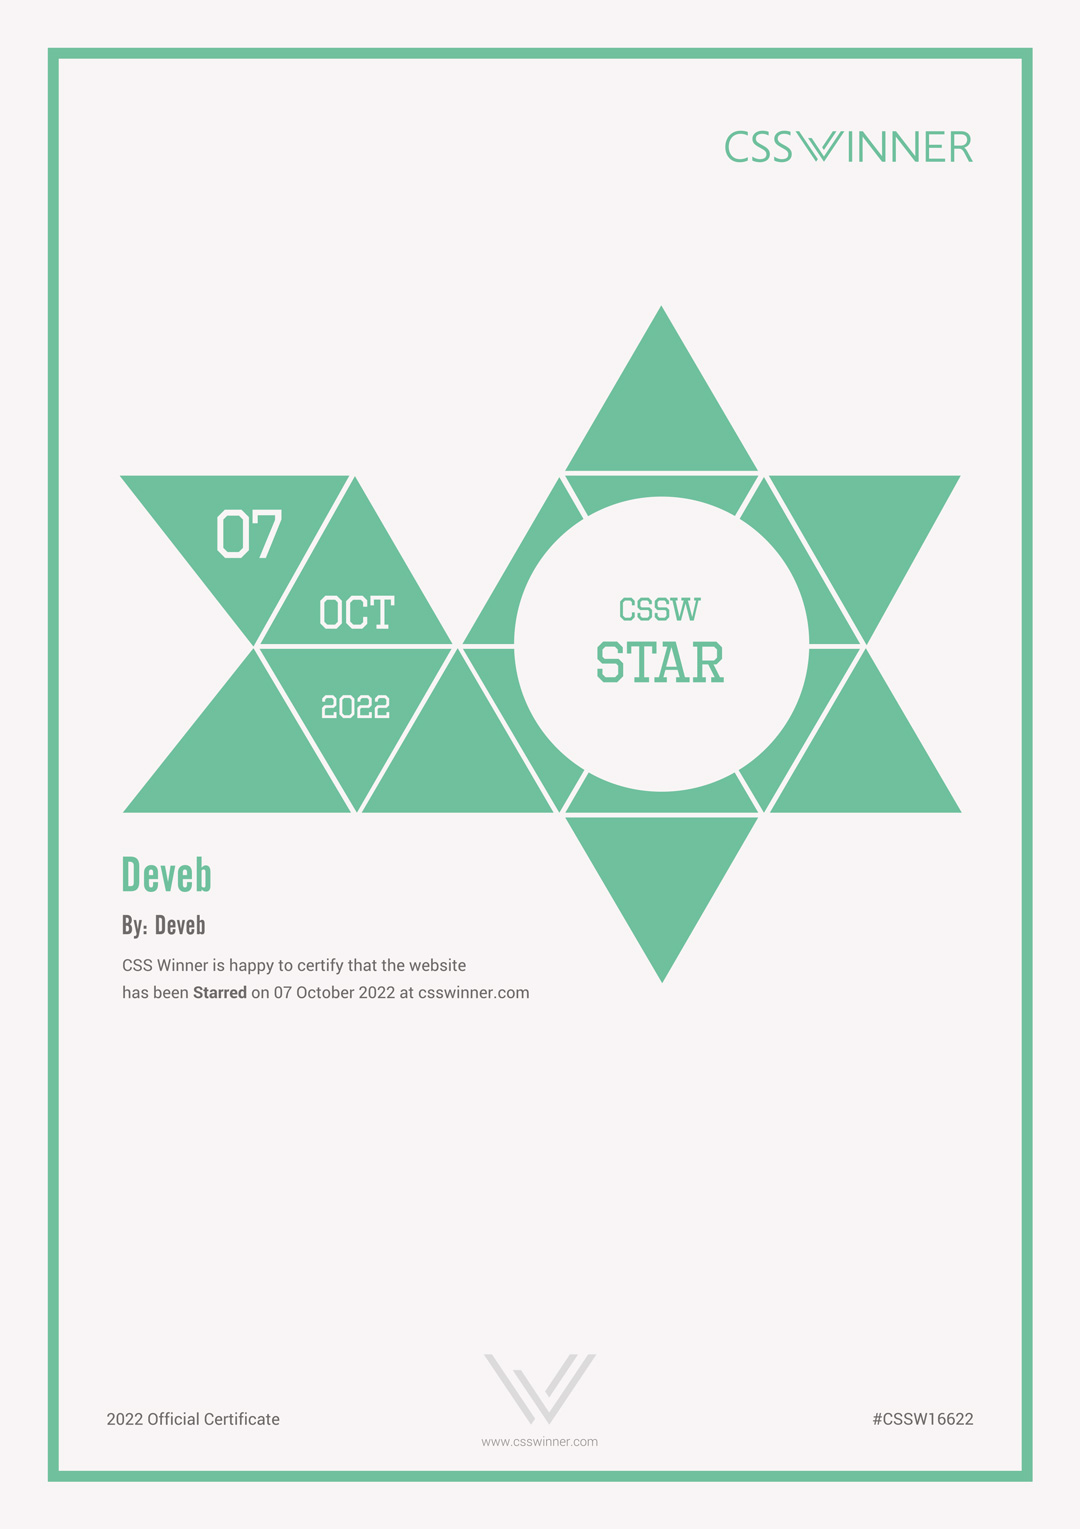 CSSWINNER
07
OCT
2022
CSSW
STAR
Deveb
By: Deveb
CSS Winner is happy to certify that the website
has been Starred on 07 October 2022 at csswinner.com
2022 Official Certificate
#CSSW16622
www.csswinner.com